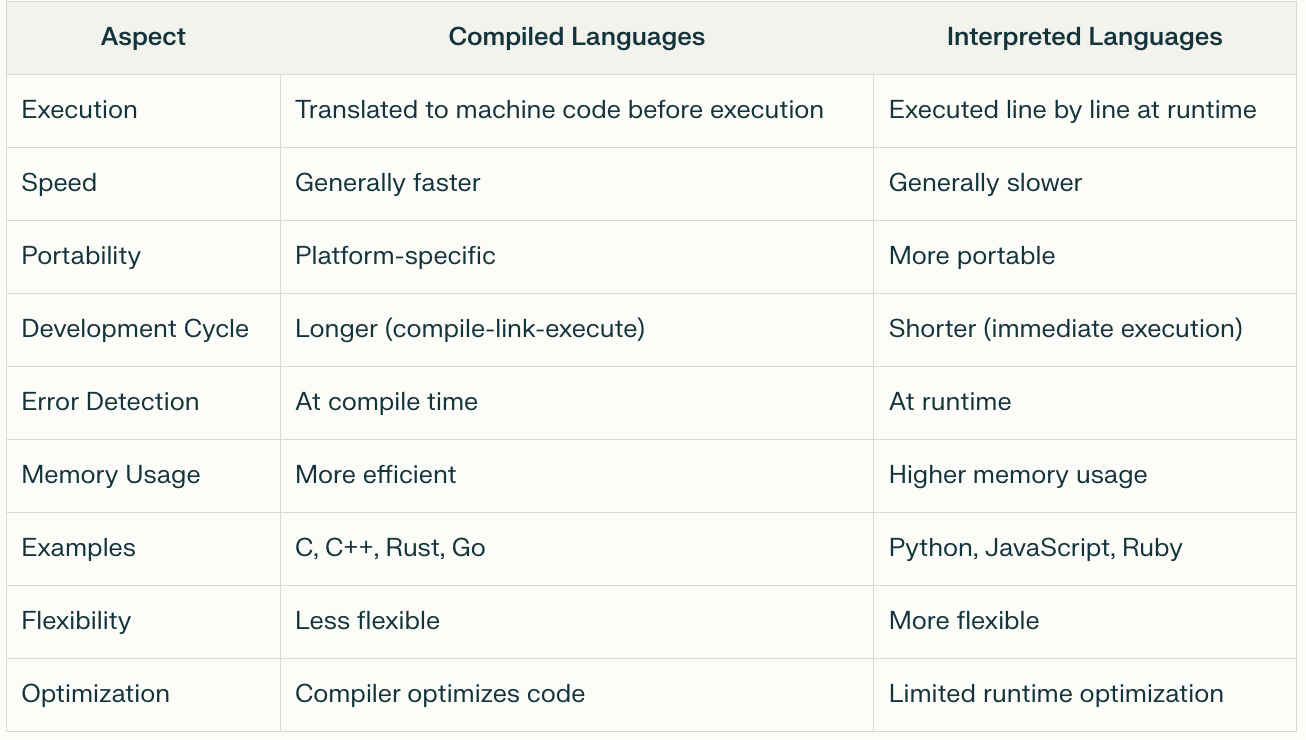 Aspect Compiled Languages Interpreted Languages
Execution Translated to machine code before execution Executed line by line at runtime
Speed Generally faster Generally slower
Portability Platform-specific More portable
Development Cycle Longer (compile-link-execute) Shorter (immediate execution)
Error Detection At compile time At runtime
Memory Usage More efficient Higher memory usage
Examples C, C++, Rust, Go Python, JavaScript, Ruby
Flexibility Less flexible More flexible
Optimization Compiler optimizes code Limited runtime optimization